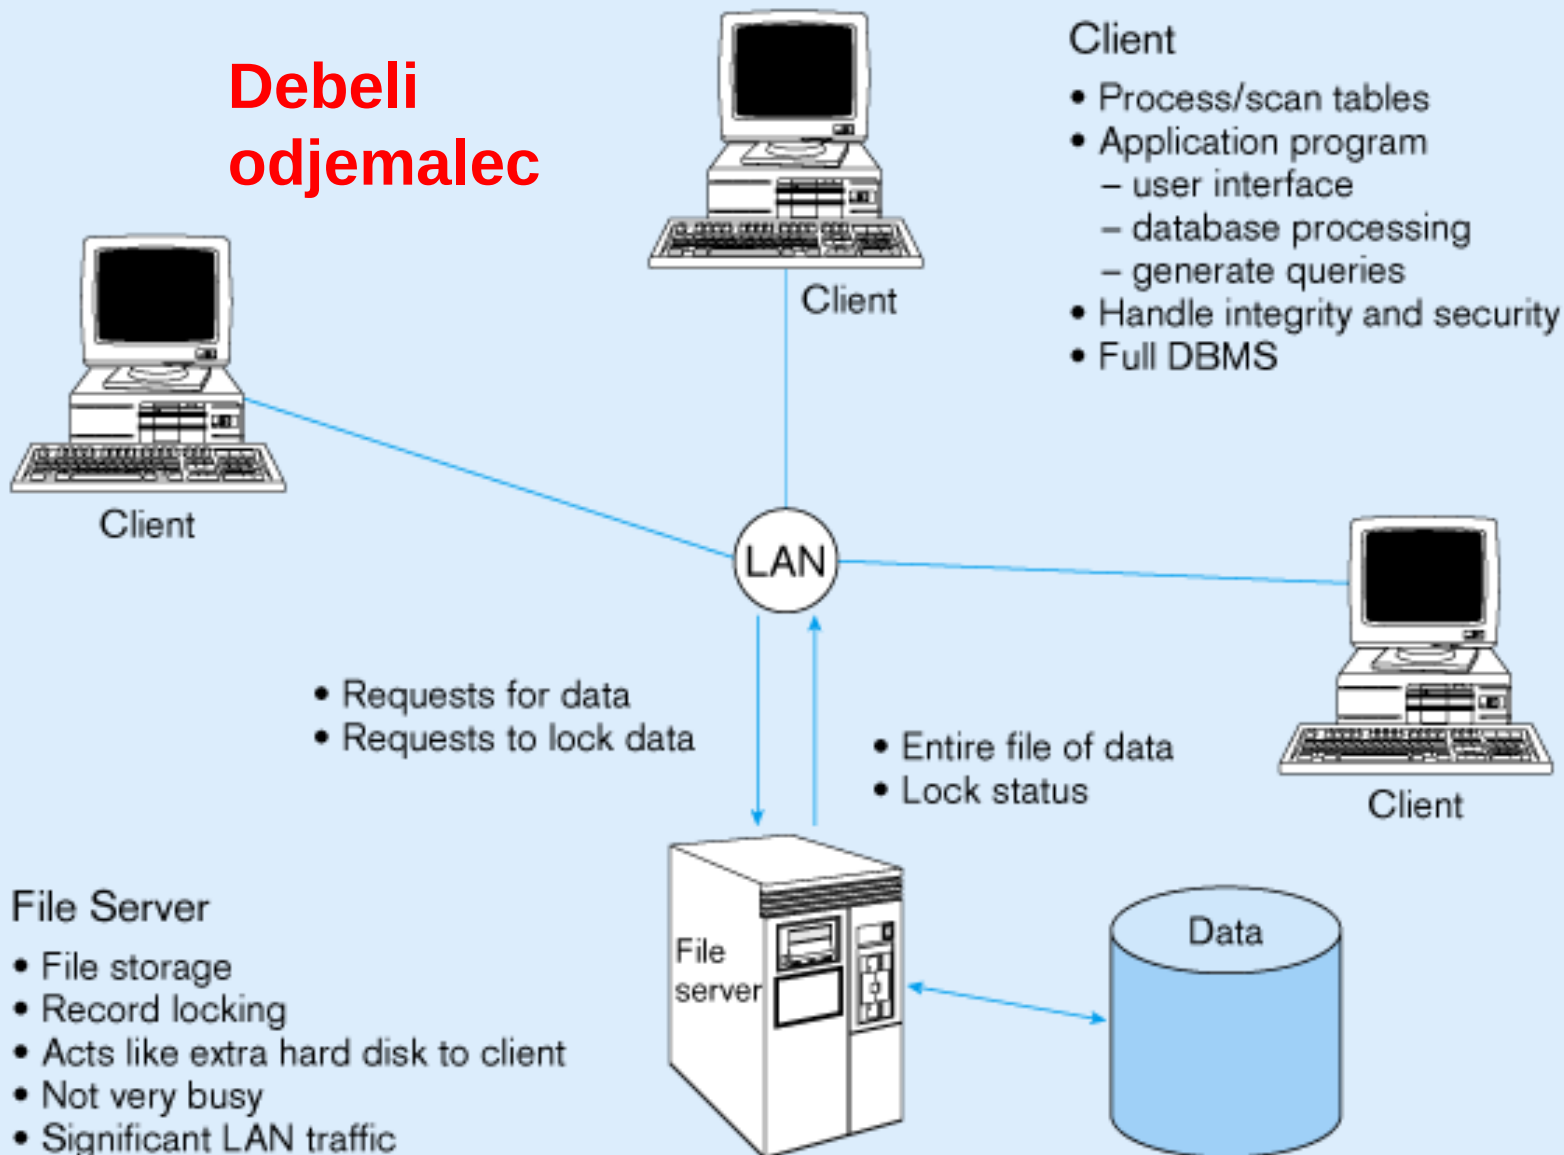 Debeli
odjemalec
Client
• Process/scan tables
• Application program
– user interface
– database processing
– generate queries
• Handle integrity and security
• Full DBMS
Client
Client
LAN
Client
• Requests for data
• Requests to lock data
• Entire file of data
• Lock status
File Server
• File storage
• Record locking
• Acts like extra hard disk to client
• Not very busy
• Significant LAN traffic
File
server
Data